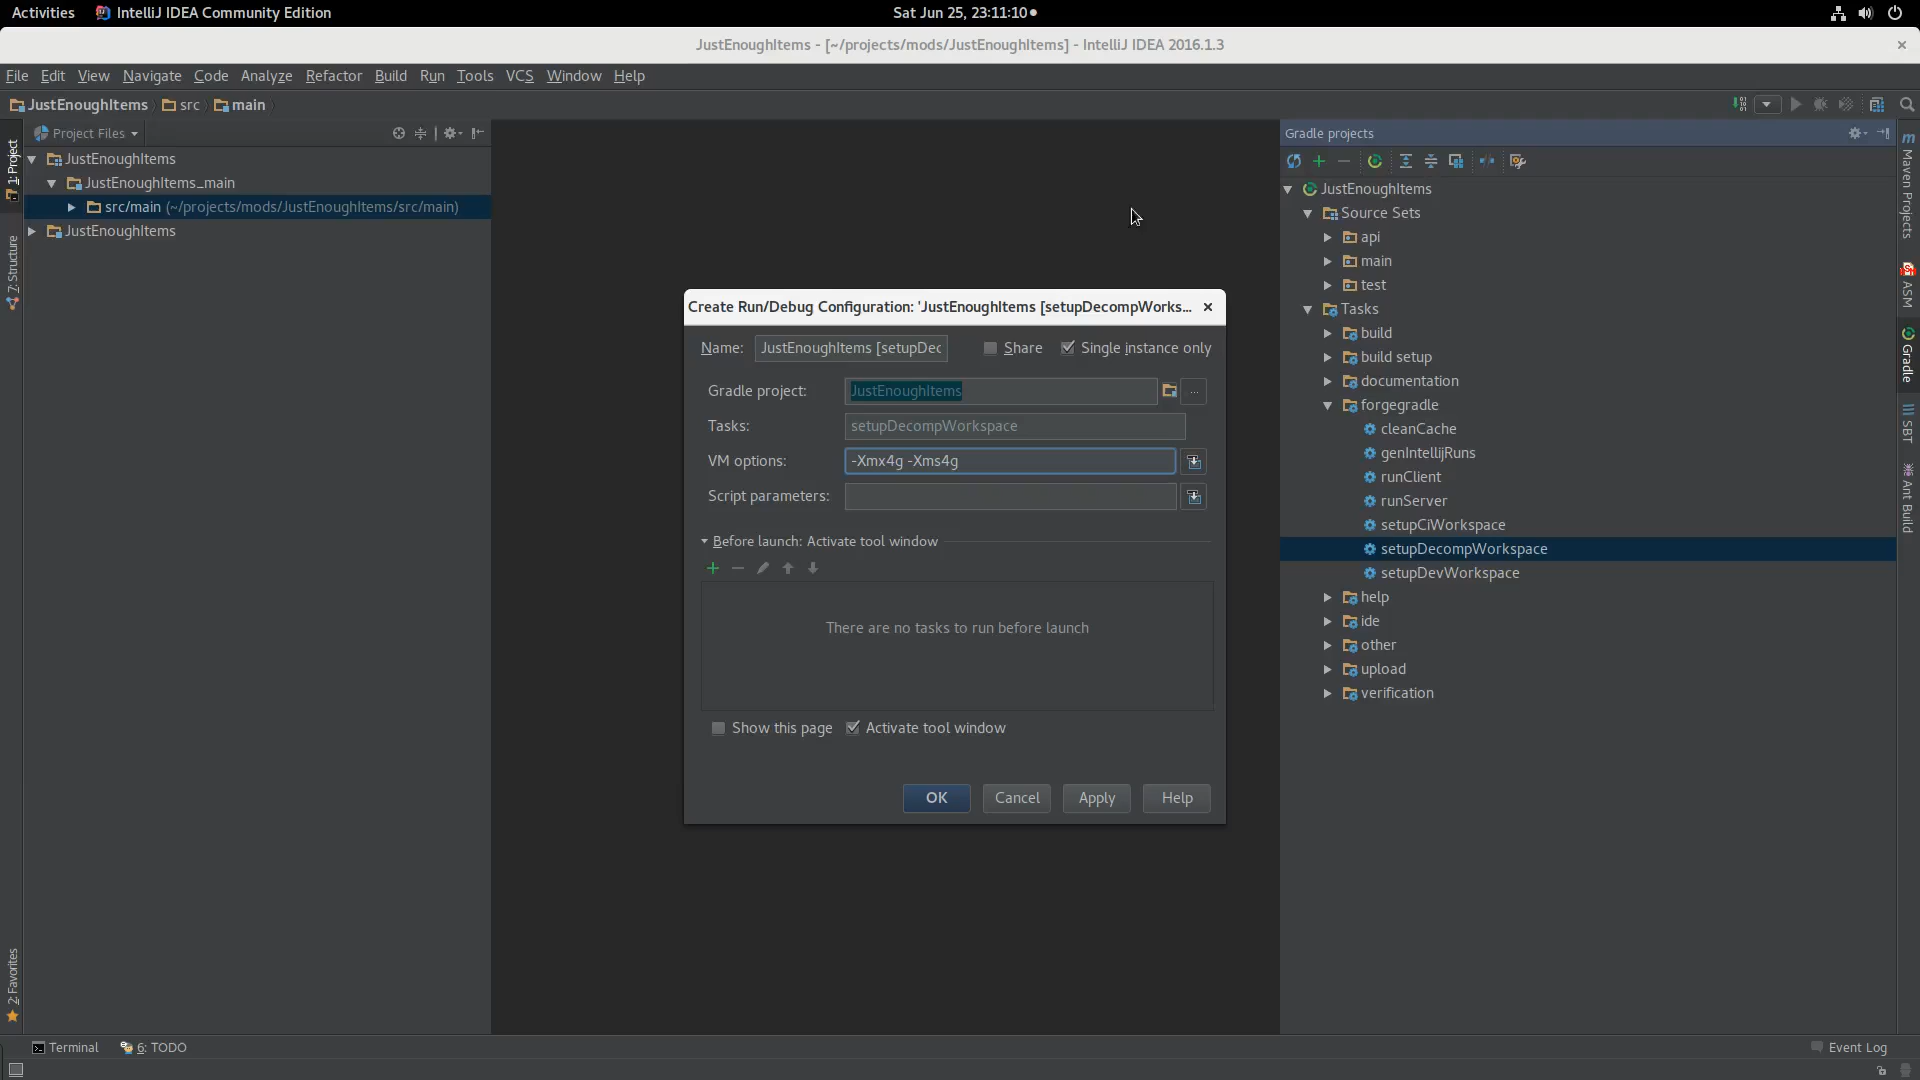 Activities IntelliJ IDEA Community Edition Sat Jun 25, 23:11:10
JustEnoughItems - [~/projects/mods/JustEnoughItems] - IntelliJ IDEA 2016.1.3
File Edit View Navigate Code Analyze Refactor Build Run Tools VCS Window Help
JustEnoughItems src main
1: Project
7: Structure
2: Favorites
Project Files
JustEnoughItems
JustEnoughItems_main
src/main (~/projects/mods/JustEnoughItems/src/main)
JustEnoughItems
Create Run/Debug Configuration: 'JustEnoughItems [setupDecompWorks...
Name: JustEnoughItems [setupDec Share Single instance only
Gradle project: JustEnoughItems ...
Tasks: setupDecompWorkspace
VM options: -Xmx4g -Xms4g
Script parameters:
Before launch: Activate tool window
There are no tasks to run before launch
Show this page Activate tool window
OK Cancel Apply Help
Gradle projects
JustEnoughItems
Source Sets
api
main
test
Tasks
build
build setup
documentation
forgegradle
cleanCache
genIntellijRuns
runClient
runServer
setupCiWorkspace
setupDecompWorkspace
setupDevWorkspace
help
ide
other
upload
verification
Maven Projects
ASM
Gradle
SBT
Ant Build
Terminal 6: TODO Event Log